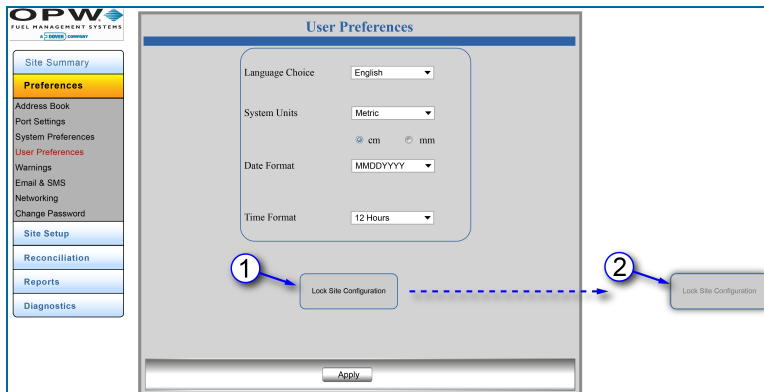 OPW
FUEL MANAGEMENT SYSTEMS
A DOVER COMPANY
Site Summary
Preferences
Address Book
Port Settings
System Preferences
User Preferences
Warnings
Email & SMS
Networking
Change Password
Site Setup
Reconciliation
Reports
Diagnostics
User Preferences
Language Choice English
System Units Metric
cm mm
Date Format MMDDYYYY
Time Format 12 Hours
1
Lock Site Configuration
2
Lock Site Configuration
Apply